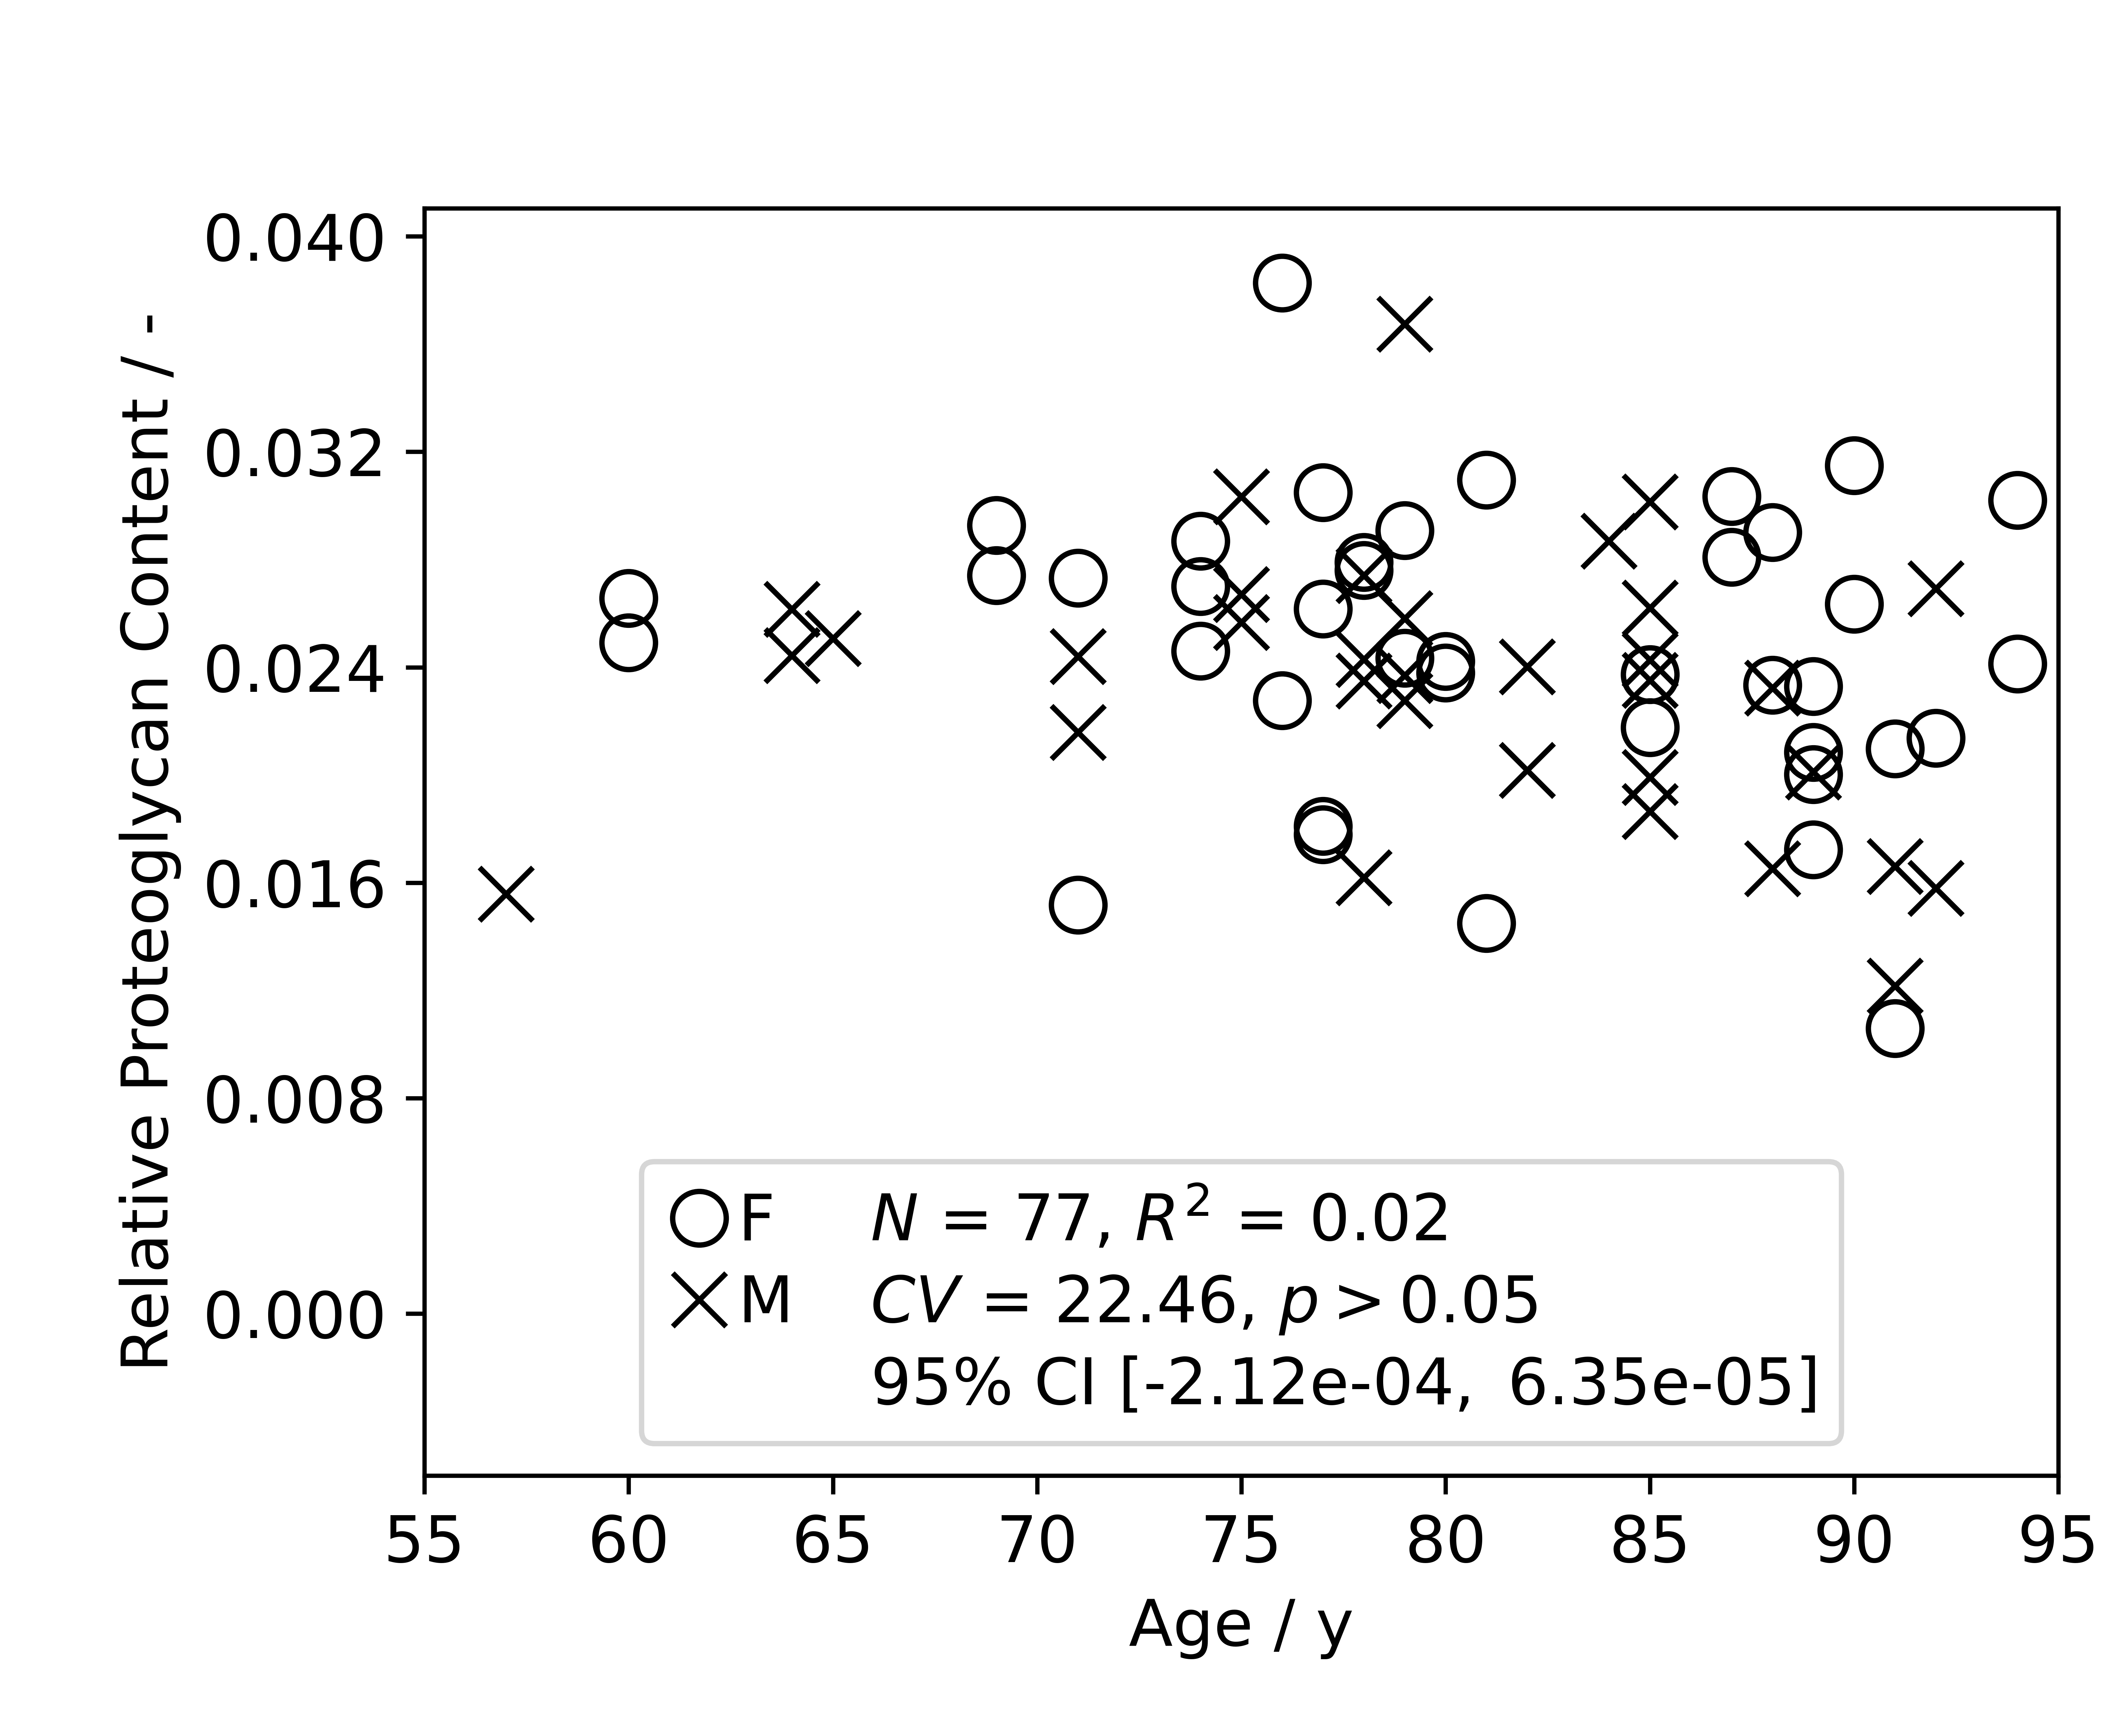 Relative Proteoglycan Content / -
0.040
0.032
0.024
0.016
0.008
0.000
F N = 77, R² = 0.02
M CV = 22.46, p > 0.05
95% CI [-2.12e-04, 6.35e-05]
55 60 65 70 75 80 85 90 95
Age / y